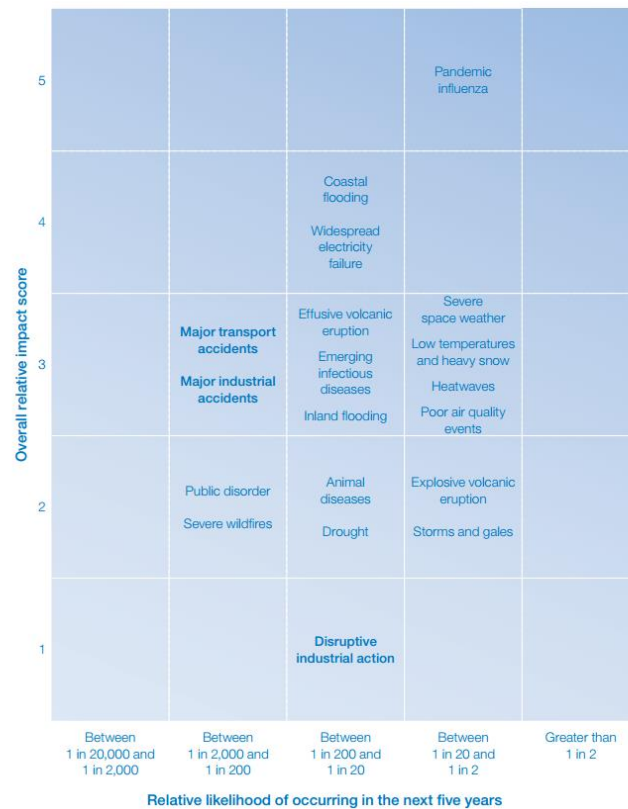 Overall relative impact score
5
Pandemic
influenza
4
Coastal
flooding
Widespread
electricity
failure
3
Major transport
accidents
Major industrial
accidents
Effusive volcanic
eruption
Emerging
infectious
diseases
Inland flooding
Severe
space weather
Low temperatures
and heavy snow
Heatwaves
Poor air quality
events
2
Public disorder
Severe wildfires
Animal
diseases
Drought
Explosive volcanic
eruption
Storms and gales
1
Disruptive
industrial action
Between
1 in 20,000 and
1 in 2,000
Between
1 in 2,000 and
1 in 200
Between
1 in 200 and
1 in 20
Between
1 in 20 and
1 in 2
Greater than
1 in 2
Relative likelihood of occurring in the next five years